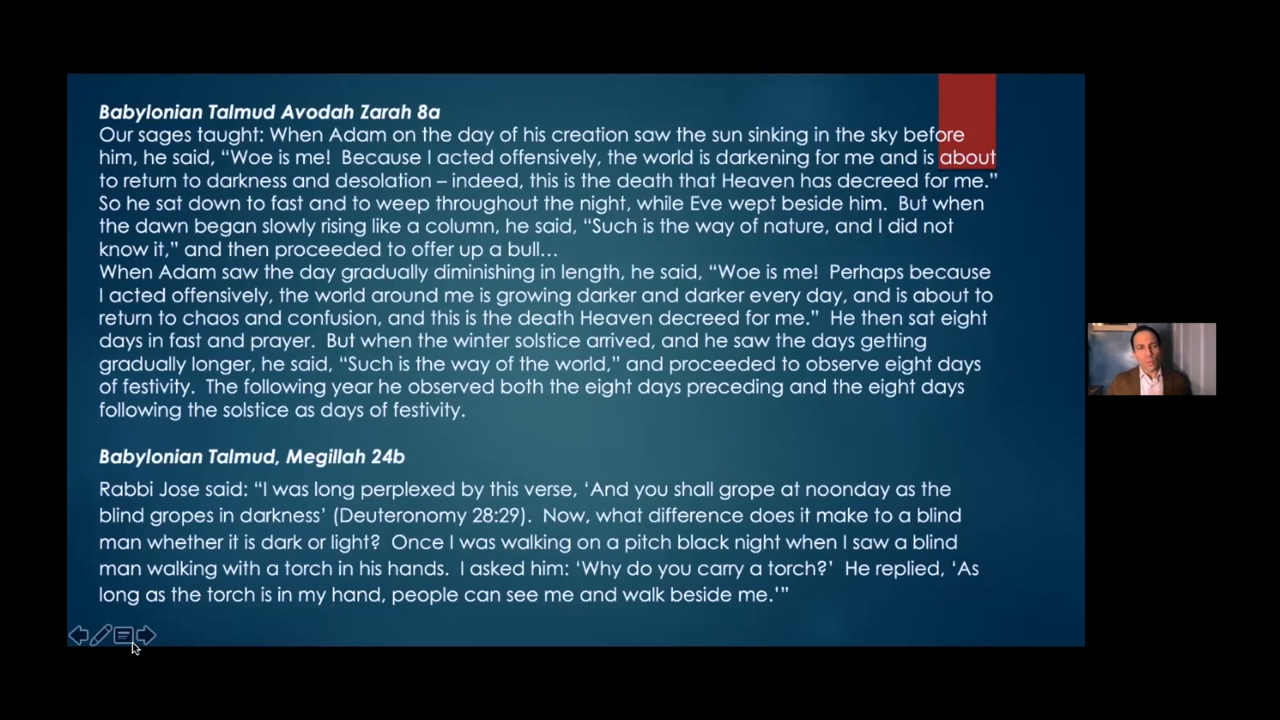 Babylonian Talmud Avodah Zarah 8a
Our sages taught: When Adam on the day of his creation saw the sun sinking in the sky before
him, he said, “Woe is me!  Because I acted offensively, the world is darkening for me and is about
to return to darkness and desolation – indeed, this is the death that Heaven has decreed for me.”
So he sat down to fast and to weep throughout the night, while Eve wept beside him.  But when
the dawn began slowly rising like a column, he said, “Such is the way of nature, and I did not
know it,” and then proceeded to offer up a bull…
When Adam saw the day gradually diminishing in length, he said, “Woe is me!  Perhaps because
I acted offensively, the world around me is growing darker and darker every day, and is about to
return to chaos and confusion, and this is the death Heaven decreed for me.”  He then sat eight
days in fast and prayer.  But when the winter solstice arrived, and he saw the days getting
gradually longer, he said, “Such is the way of the world,” and proceeded to observe eight days
of festivity.  The following year he observed both the eight days preceding and the eight days
following the solstice as days of festivity.
Babylonian Talmud, Megillah 24b
Rabbi Jose said: “I was long perplexed by this verse, ‘And you shall grope at noonday as the
blind gropes in darkness’ (Deuteronomy 28:29).  Now, what difference does it make to a blind
man whether it is dark or light?  Once I was walking on a pitch black night when I saw a blind
man walking with a torch in his hands.  I asked him: ‘Why do you carry a torch?’  He replied, ‘As
long as the torch is in my hand, people can see me and walk beside me.’”